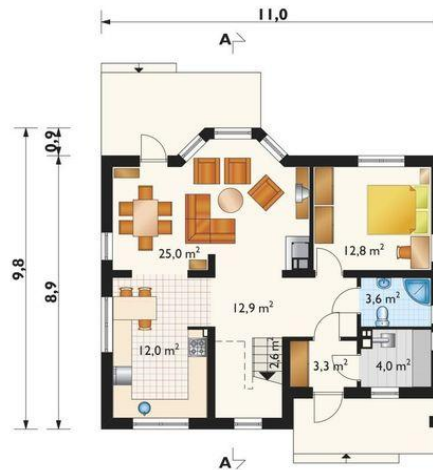 11,0
A
0,9
9,8
8,9
25,0 m²
12,8 m²
3,6 m²
12,9 m²
12,0 m²
2,6 m²
3,3 m²
4,0 m²
A